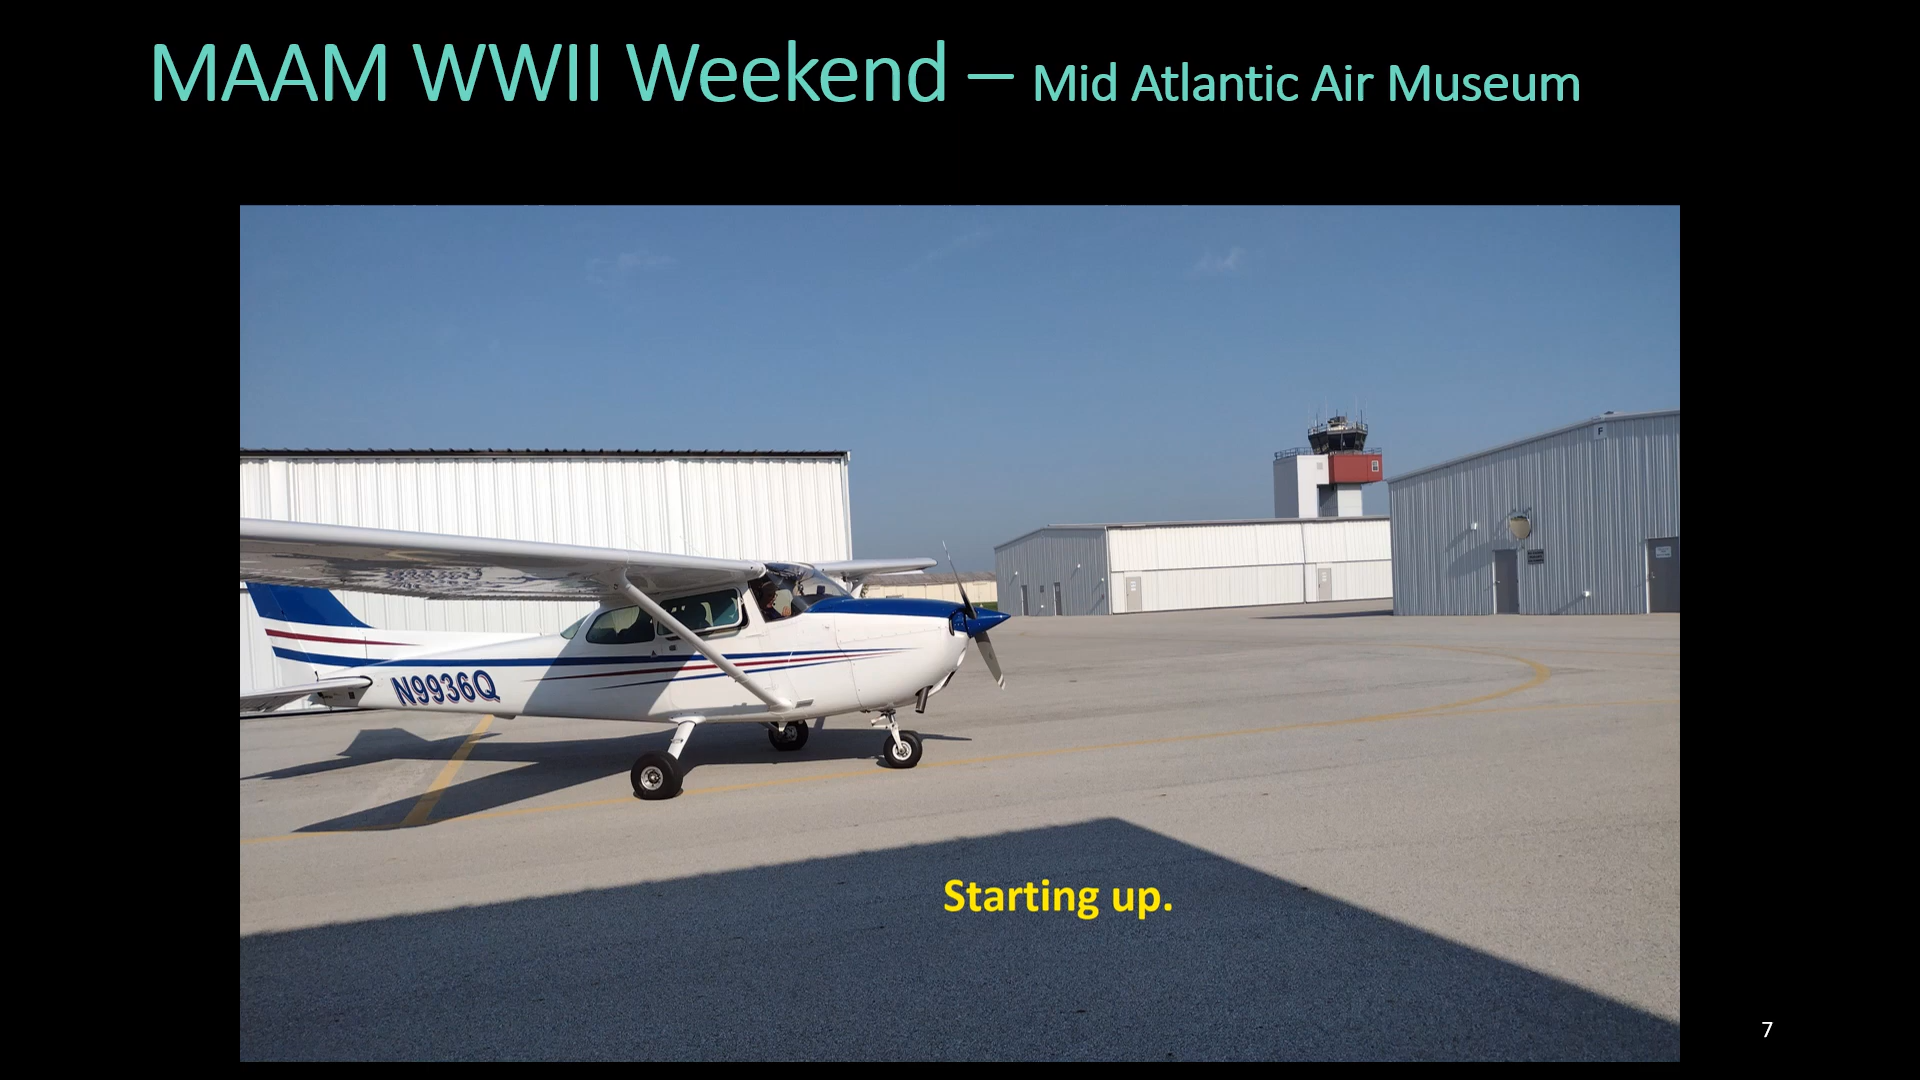 MAAM WWII Weekend – Mid Atlantic Air Museum
F
N9936Q
Starting up.
7